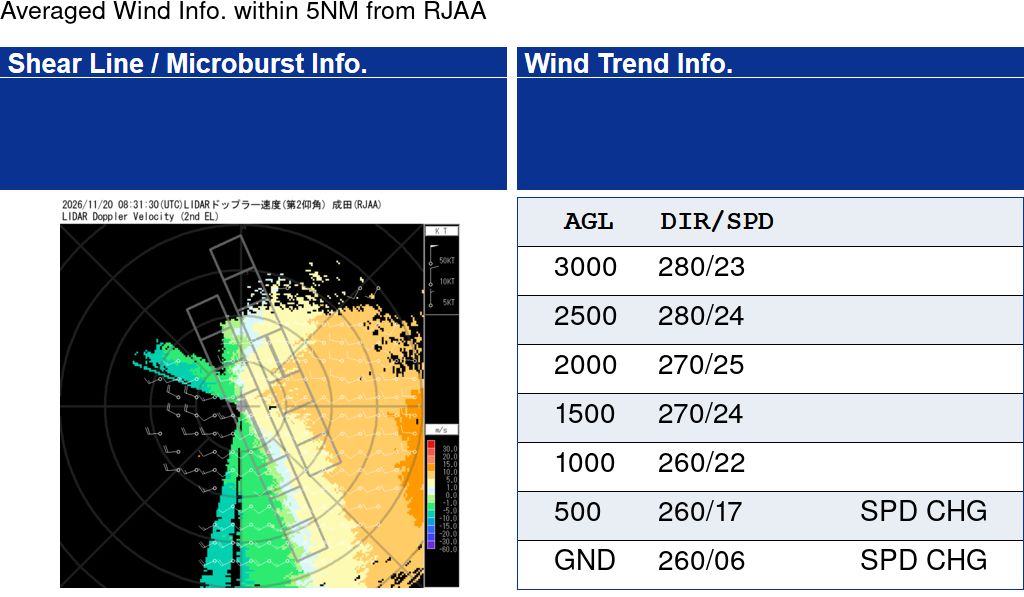 Averaged Wind Info. within 5NM from RJAA
Shear Line / Microburst Info.
Wind Trend Info.
2026/11/20 08:31:30(UTC)LIDARドップラー速度(第2仰角) 成田(RJAA)
LIDAR Doppler Velocity (2nd EL)
K T
50KT
10KT
5KT
m/s
30.0
20.0
15.0
10.0
5.0
1.0
0.0
-1.0
-5.0
-10.0
-15.0
-20.0
-30.0
-60.0
AGL DIR/SPD
3000 280/23
2500 280/24
2000 270/25
1500 270/24
1000 260/22
500 260/17 SPD CHG
GND 260/06 SPD CHG